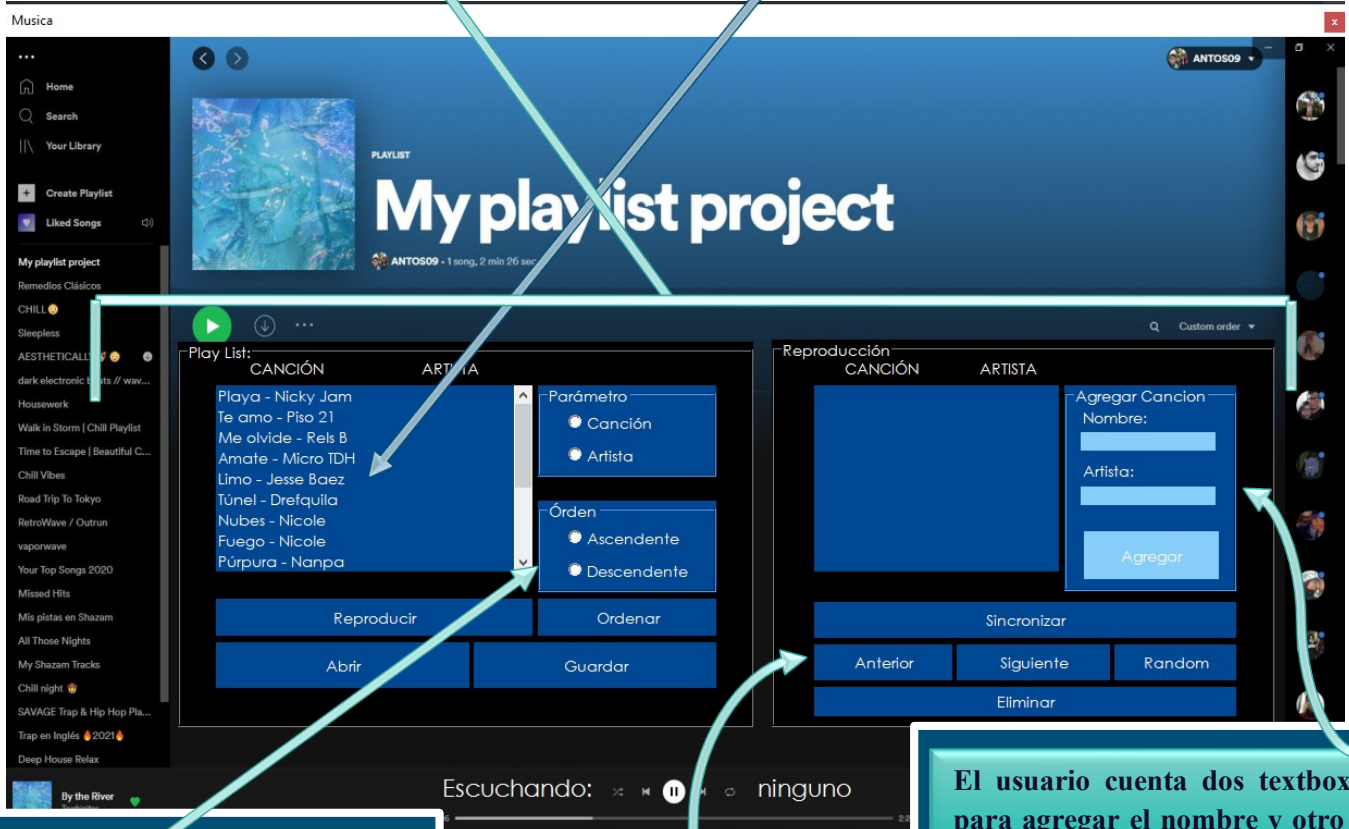 Musica
x
Home
Search
Your Library
Create Playlist
Liked Songs
My playlist project
Remedios Clásicos
CHILL
Sleepless
AESTHETICALLY
dark electronic beats // wav...
Housewerk
Walk in Storm | Chill Playlist
Time to Escape | Beautiful C...
Chill Vibes
Road Trip To Tokyo
RetroWave / Outrun
vaporwave
Your Top Songs 2020
Missed Hits
Mis pistas en Shazam
All Those Nights
My Shazam Tracks
Chill night
SAVAGE Trap & Hip Hop Pla...
Trap en Inglés 🔥2021🔥
Deep House Relax
By the River
ANTOSO9
PLAYLIST
My playlist project
ANTOSO9 • 1 song, 2 min 26 sec
Custom order
Play List:
CANCIÓN ARTISTA
Playa - Nicky Jam
Te amo - Piso 21
Me olvide - Rels B
Amate - Micro TDH
Limo - Jesse Baez
Túnel - Drefquila
Nubes - Nicole
Fuego - Nicole
Púrpura - Nanpa
Parámetro
Canción
Artista
Órden
Ascendente
Descendente
Reproducir
Ordenar
Abrir
Guardar
Reproducción
CANCIÓN ARTISTA
Agregar Cancion
Nombre:
Artista:
Agregar
Sincronizar
Anterior
Siguiente
Random
Eliminar
Escuchando: ninguno
El usuario cuenta dos textbox
para agregar el nombre y otro